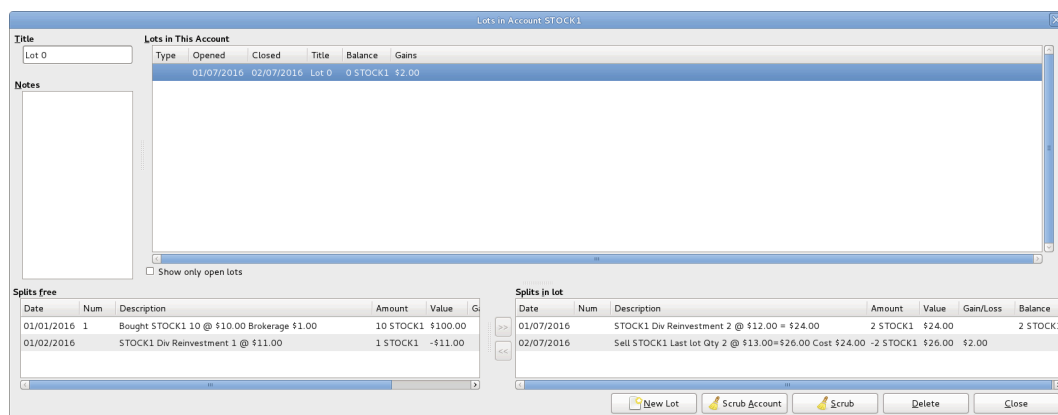 Lots in Account STOCK1
Title
Lot 0
Notes
Lots in This Account
Type Opened Closed Title Balance Gains
01/07/2016 02/07/2016 Lot 0 0 STOCK1 $2.00
Show only open lots
Splits free
Date Num Description Amount Value
01/01/2016 1 Bought STOCK1 10 @ $10.00 Brokerage $1.00 10 STOCK1 $100.00
01/02/2016 STOCK1 Div Reinvestment 1 @ $11.00 1 STOCK1 -$11.00
>>
<<
Splits in lot
Date Num Description Amount Value Gain/Loss Balance
01/07/2016 STOCK1 Div Reinvestment 2 @ $12.00 = $24.00 2 STOCK1 $24.00 2 STOCK
02/07/2016 Sell STOCK1 Last lot Qty 2 @ $13.00=$26.00 Cost $24.00 -2 STOCK1 $26.00 $2.00
New Lot
Scrub Account
Scrub
Delete
Close